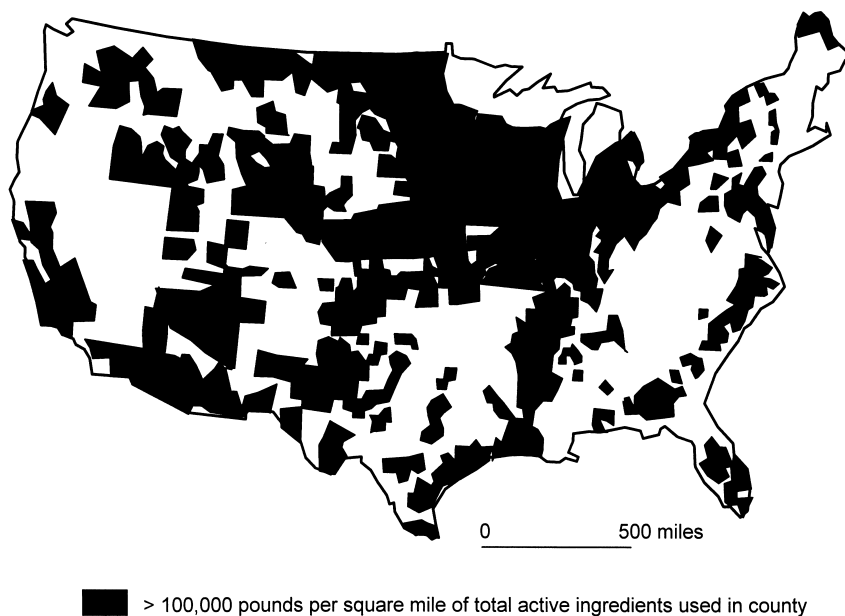 0 500 miles
> 100,000 pounds per square mile of total active ingredients used in county